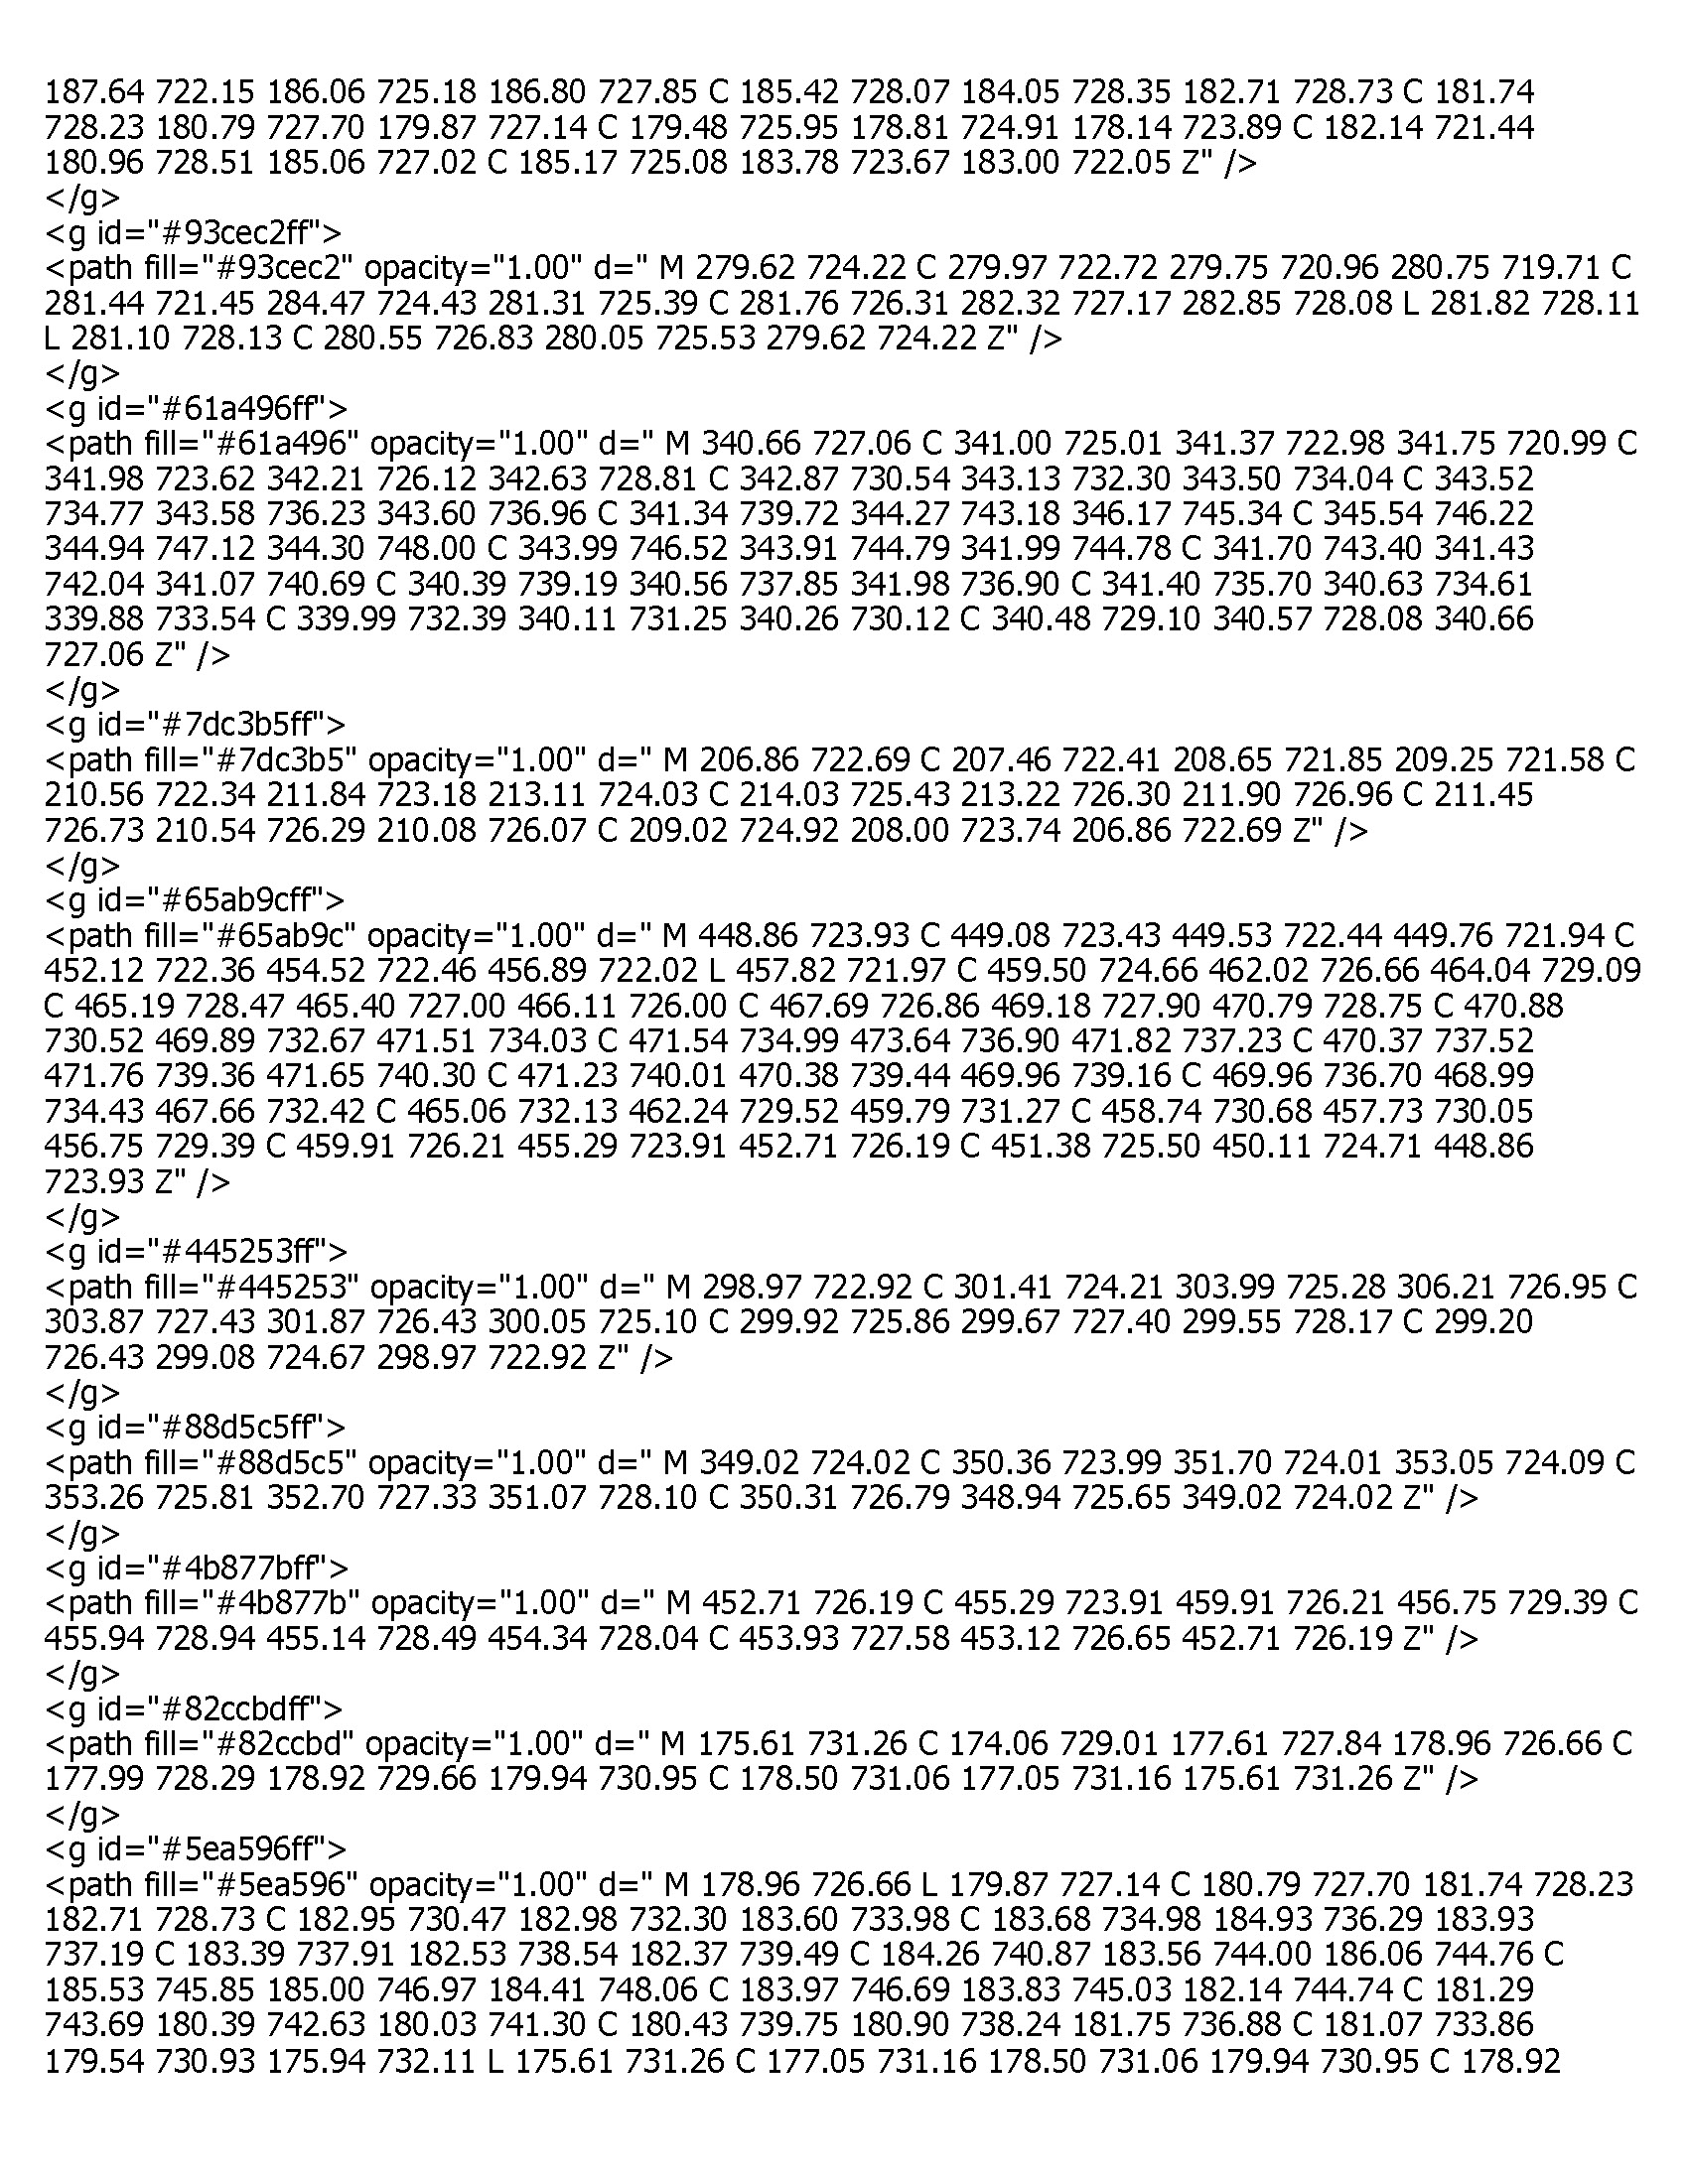 187.64 722.15 186.06 725.18 186.80 727.85 C 185.42 728.07 184.05 728.35 182.71 728.73 C 181.74
728.23 180.79 727.70 179.87 727.14 C 179.48 725.95 178.81 724.91 178.14 723.89 C 182.14 721.44
180.96 728.51 185.06 727.02 C 185.17 725.08 183.78 723.67 183.00 722.05 Z" />
</g>
<g id="#93cec2ff">
<path fill="#93cec2" opacity="1.00" d=" M 279.62 724.22 C 279.97 722.72 279.75 720.96 280.75 719.71 C
281.44 721.45 284.47 724.43 281.31 725.39 C 281.76 726.31 282.32 727.17 282.85 728.08 L 281.82 728.11
L 281.10 728.13 C 280.55 726.83 280.05 725.53 279.62 724.22 Z" />
</g>
<g id="#61a496ff">
<path fill="#61a496" opacity="1.00" d=" M 340.66 727.06 C 341.00 725.01 341.37 722.98 341.75 720.99 C
341.98 723.62 342.21 726.12 342.63 728.81 C 342.87 730.54 343.13 732.30 343.50 734.04 C 343.52
734.77 343.58 736.23 343.60 736.96 C 341.34 739.72 344.27 743.18 346.17 745.34 C 345.54 746.22
344.94 747.12 344.30 748.00 C 343.99 746.52 343.91 744.79 341.99 744.78 C 341.70 743.40 341.43
742.04 341.07 740.69 C 340.39 739.19 340.56 737.85 341.98 736.90 C 341.40 735.70 340.63 734.61
339.88 733.54 C 339.99 732.39 340.11 731.25 340.26 730.12 C 340.48 729.10 340.57 728.08 340.66
727.06 Z" />
</g>
<g id="#7dc3b5ff">
<path fill="#7dc3b5" opacity="1.00" d=" M 206.86 722.69 C 207.46 722.41 208.65 721.85 209.25 721.58 C
210.56 722.34 211.84 723.18 213.11 724.03 C 214.03 725.43 213.22 726.30 211.90 726.96 C 211.45
726.73 210.54 726.29 210.08 726.07 C 209.02 724.92 208.00 723.74 206.86 722.69 Z" />
</g>
<g id="#65ab9cff">
<path fill="#65ab9c" opacity="1.00" d=" M 448.86 723.93 C 449.08 723.43 449.53 722.44 449.76 721.94 C
452.12 722.36 454.52 722.46 456.89 722.02 L 457.82 721.97 C 459.50 724.66 462.02 726.66 464.04 729.09
C 465.19 728.47 465.40 727.00 466.11 726.00 C 467.69 726.86 469.18 727.90 470.79 728.75 C 470.88
730.52 469.89 732.67 471.51 734.03 C 471.54 734.99 473.64 736.90 471.82 737.23 C 470.37 737.52
471.76 739.36 471.65 740.30 C 471.23 740.01 470.38 739.44 469.96 739.16 C 469.96 736.70 468.99
734.43 467.66 732.42 C 465.06 732.13 462.24 729.52 459.79 731.27 C 458.74 730.68 457.73 730.05
456.75 729.39 C 459.91 726.21 455.29 723.91 452.71 726.19 C 451.38 725.50 450.11 724.71 448.86
723.93 Z" />
</g>
<g id="#445253ff">
<path fill="#445253" opacity="1.00" d=" M 298.97 722.92 C 301.41 724.21 303.99 725.28 306.21 726.95 C
303.87 727.43 301.87 726.43 300.05 725.10 C 299.92 725.86 299.67 727.40 299.55 728.17 C 299.20
726.43 299.08 724.67 298.97 722.92 Z" />
</g>
<g id="#88d5c5ff">
<path fill="#88d5c5" opacity="1.00" d=" M 349.02 724.02 C 350.36 723.99 351.70 724.01 353.05 724.09 C
353.26 725.81 352.70 727.33 351.07 728.10 C 350.31 726.79 348.94 725.65 349.02 724.02 Z" />
</g>
<g id="#4b877bff">
<path fill="#4b877b" opacity="1.00" d=" M 452.71 726.19 C 455.29 723.91 459.91 726.21 456.75 729.39 C
455.94 728.94 455.14 728.49 454.34 728.04 C 453.93 727.58 453.12 726.65 452.71 726.19 Z" />
</g>
<g id="#82ccbdff">
<path fill="#82ccbd" opacity="1.00" d=" M 175.61 731.26 C 174.06 729.01 177.61 727.84 178.96 726.66 C
177.99 728.29 178.92 729.66 179.94 730.95 C 178.50 731.06 177.05 731.16 175.61 731.26 Z" />
</g>
<g id="#5ea596ff">
<path fill="#5ea596" opacity="1.00" d=" M 178.96 726.66 L 179.87 727.14 C 180.79 727.70 181.74 728.23
182.71 728.73 C 182.95 730.47 182.98 732.30 183.60 733.98 C 183.68 734.98 184.93 736.29 183.93
737.19 C 183.39 737.91 182.53 738.54 182.37 739.49 C 184.26 740.87 183.56 744.00 186.06 744.76 C
185.53 745.85 185.00 746.97 184.41 748.06 C 183.97 746.69 183.83 745.03 182.14 744.74 C 181.29
743.69 180.39 742.63 180.03 741.30 C 180.43 739.75 180.90 738.24 181.75 736.88 C 181.07 733.86
179.54 730.93 175.94 732.11 L 175.61 731.26 C 177.05 731.16 178.50 731.06 179.94 730.95 C 178.92